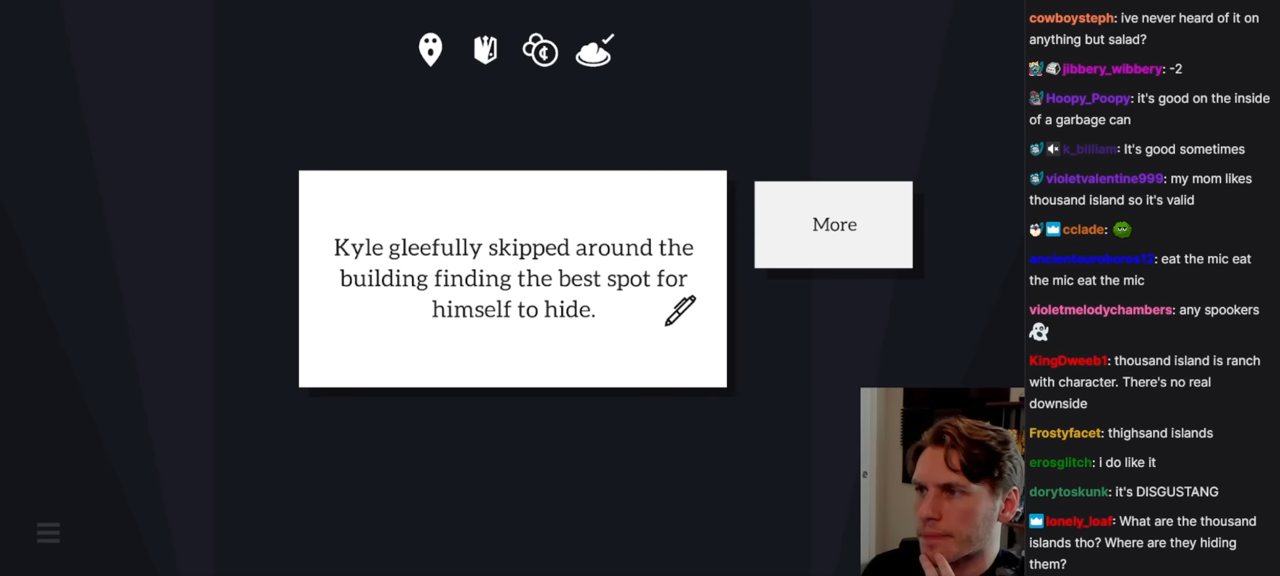 Kyle gleefully skipped around the
building finding the best spot for
himself to hide.
More
cowboysteph: ive never heard of it on
anything but salad?
jibbery_wibbery: -2
Hoopy_Poopy: it's good on the inside
of a garbage can
k_billiam: It's good sometimes
violetvalentine999: my mom likes
thousand island so it's valid
cclade:
ancientouroboros12: eat the mic eat
the mic eat the mic
violetmelodychambers: any spookers
KingDweeb1: thousand island is ranch
with character. There's no real
downside
Frostyfacet: thighsand islands
erosglitch: i do like it
dorytoskunk: it's DISGUSTANG
lonely_loaf: What are the thousand
islands tho? Where are they hiding
them?